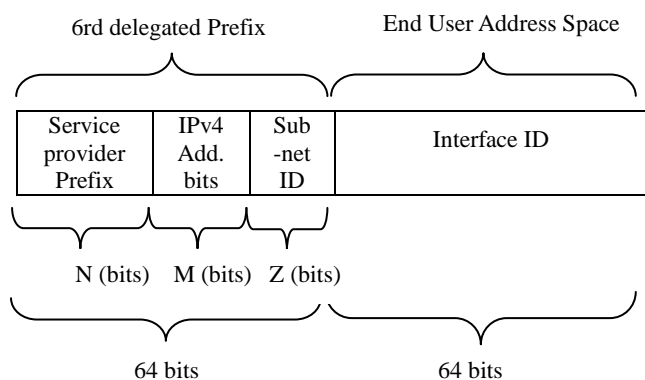 6rd delegated Prefix
End User Address Space
Service
provider
Prefix
IPv4
Add.
bits
Sub
-net
ID
Interface ID
N (bits)
M (bits)
Z (bits)
64 bits
64 bits